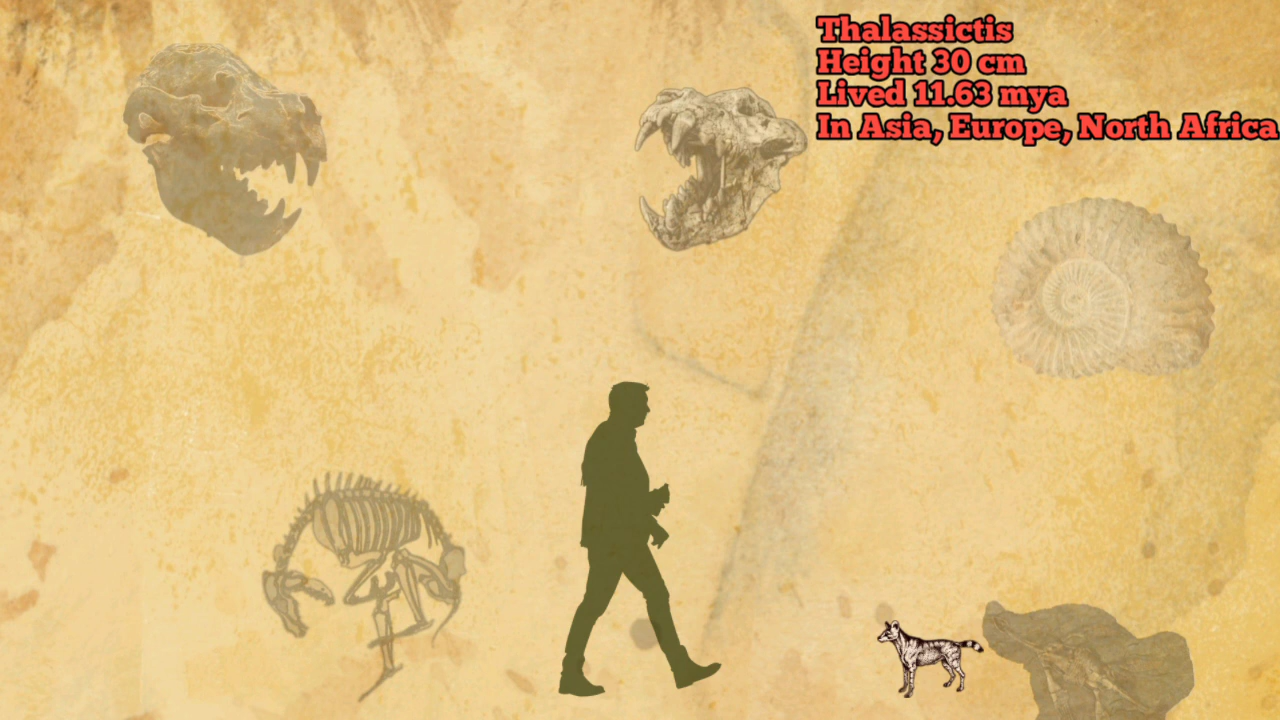 Thalassictis
Height 30 cm
Lived 11.63 mya
In Asia, Europe, North Africa